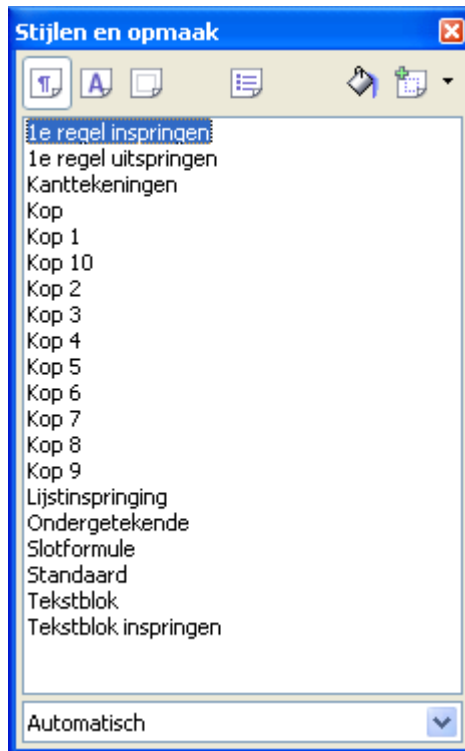 Stijlen en opmaak
1e regel inspringen
1e regel uitspringen
Kanttekeningen
Kop
Kop 1
Kop 10
Kop 2
Kop 3
Kop 4
Kop 5
Kop 6
Kop 7
Kop 8
Kop 9
Lijstinspringing
Ondergetekende
Slotformule
Standaard
Tekstblok
Tekstblok inspringen
Automatisch